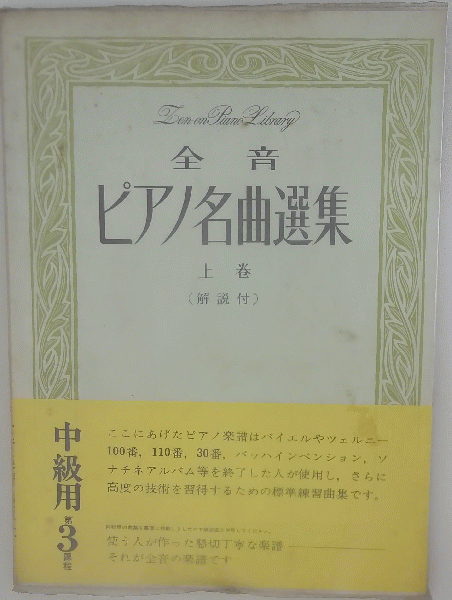 Zen-on Piano Library
全音
ピアノ名曲選集
上巻
(解説付)
中級用
第3課程
ここにあげたピアノ楽譜はバイエルやツェルニー
100番，110番，30番，バッハインベンション，ソ
ナチネアルバム等を終了した人が使用し，さらに
高度の技術を習得するための標準練習曲集です。
使う人が作った懇切丁寧な楽譜
それが全音の楽譜です